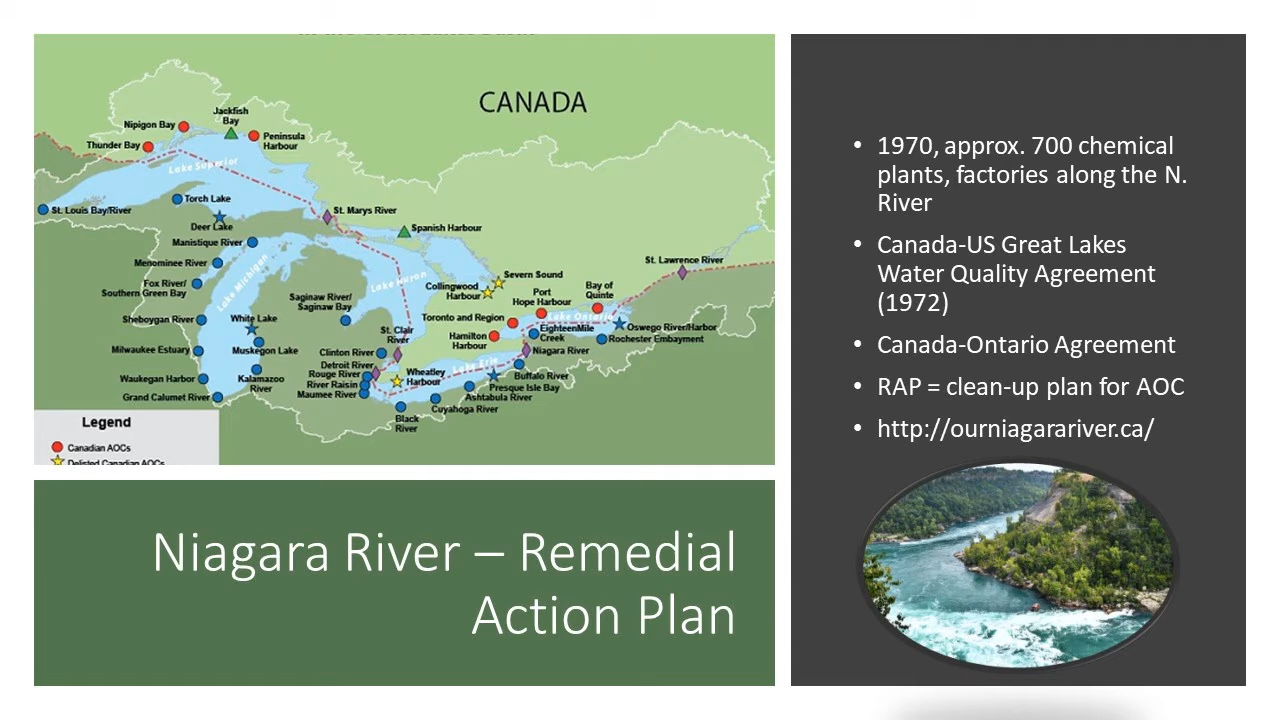 CANADA
Jackfish
Bay
Nipigon Bay
Peninsula
Harbour
Thunder Bay
Lake Superior
Torch Lake
St. Louis Bay/River
Deer Lake
St. Marys River
Manistique River
Spanish Harbour
Menominee River
Lake Michigan
Lake Huron
St. Lawrence River
Severn Sound
Fox River/
Southern Green Bay
Collingwood
Harbour
Port
Hope Harbour
Bay of
Quinte
Saginaw River/
Saginaw Bay
Sheboygan River
White Lake
Toronto and Region
Lake Ontario
St. Clair
River
Hamilton
Harbour
EighteenMile
Creek
Oswego River/Harbor
Rochester Embayment
Milwaukee Estuary
Muskegon Lake
Clinton River
Niagara River
Detroit River
Rouge River
River Raisin
Maumee River
Lake Erie
Wheatley
Harbour
Buffalo River
Waukegan Harbor
Kalamazoo
River
Presque Isle Bay
Ashtabula River
Grand Calumet River
Cuyahoga River
Black
River
Legend
Canadian AOCs
Delisted Canadian AOCs
Niagara River – Remedial
Action Plan
• 1970, approx. 700 chemical
plants, factories along the N.
River
• Canada-US Great Lakes
Water Quality Agreement
(1972)
• Canada-Ontario Agreement
• RAP = clean-up plan for AOC
• http://ourniagarariver.ca/